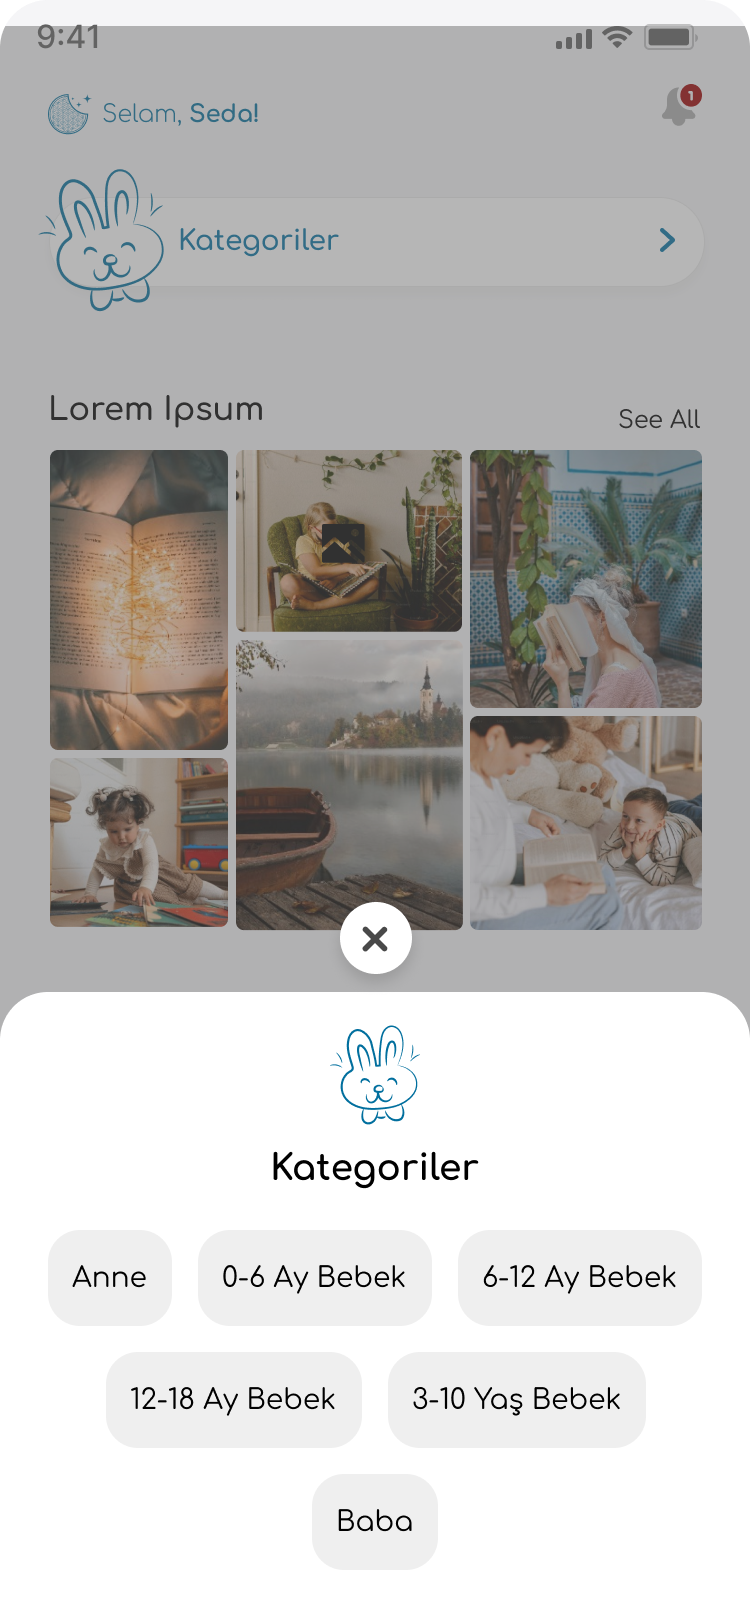 9:41
Selam, Seda!
1
Kategoriler
Lorem Ipsum
See All
Kategoriler
Anne
0-6 Ay Bebek
6-12 Ay Bebek
12-18 Ay Bebek
3-10 Yaş Bebek
Baba